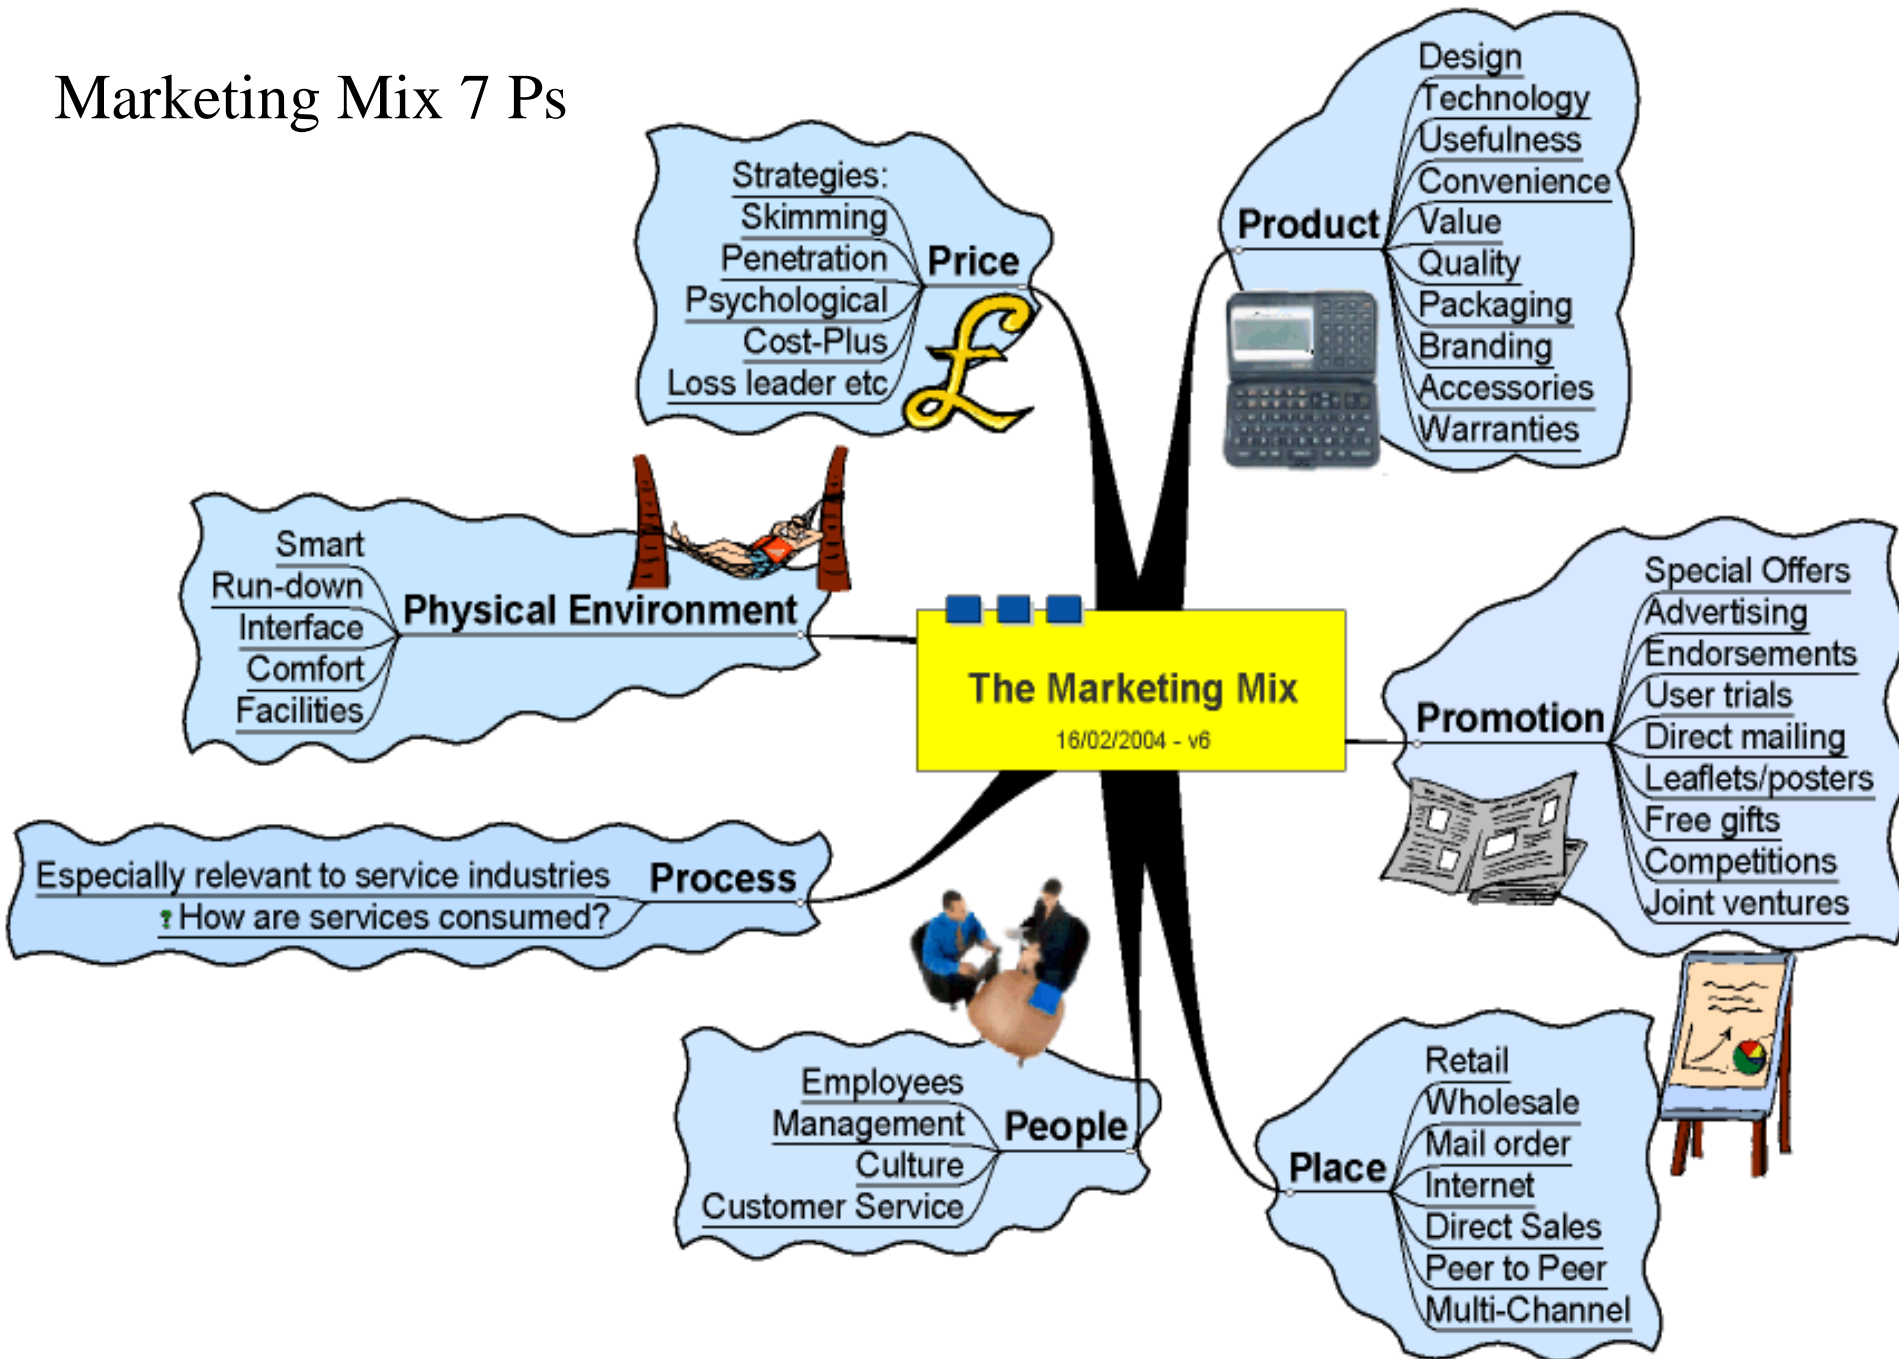 Marketing Mix 7 Ps
Price
Strategies:
Skimming
Penetration
Psychological
Cost-Plus
Loss leader etc
Product
Design
Technology
Usefulness
Convenience
Value
Quality
Packaging
Branding
Accessories
Warranties
Physical Environment
Smart
Run-down
Interface
Comfort
Facilities
The Marketing Mix
16/02/2004 - v6
Promotion
Special Offers
Advertising
Endorsements
User trials
Direct mailing
Leaflets/posters
Free gifts
Competitions
Joint ventures
Process
Especially relevant to service industries
? How are services consumed?
People
Employees
Management
Culture
Customer Service
Place
Retail
Wholesale
Mail order
Internet
Direct Sales
Peer to Peer
Multi-Channel